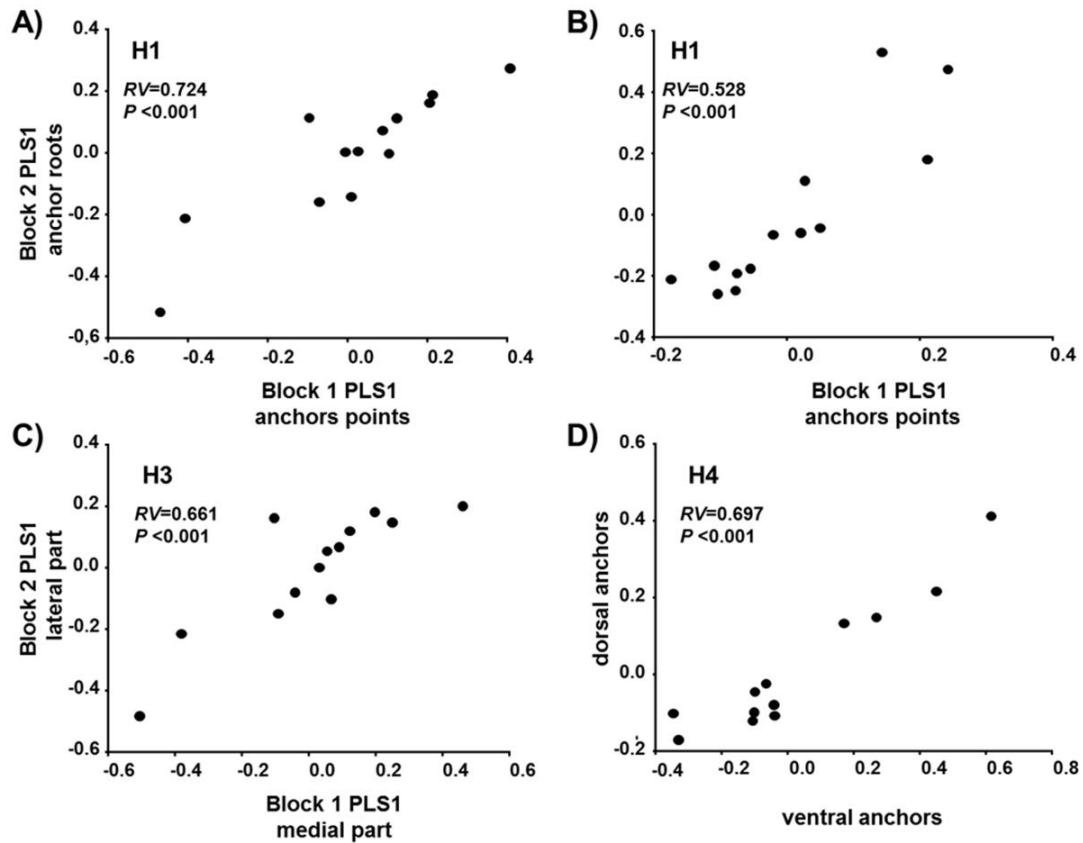 A)
H1
RV=0.724
P <0.001
Block 2 PLS1
anchor roots
0.4
0.2
0.0
-0.2
-0.4
-0,6
-0.6
-0.4
-0.2
0.0
0.2
0.4
Block 1 PLS1
anchors points
B)
H1
RV=0.528
P <0.001
0.6
0.4
0.2
0.0
-0.2
-0.4
-0.2
0.0
0.2
0.4
Block 1 PLS1
anchors points
C)
H3
RV=0.661
P <0.001
Block 2 PLS1
lateral part
0.4
0.2
0.0
-0.2
-0.4
-0.6
-0.6
-0.4
-0.2
0.0
0.2
0.4
0.6
Block 1 PLS1
medial part
D)
H4
RV=0.697
P <0.001
dorsal anchors
0.6
0.4
0.2
0.0
-0.2
-0.4
-0.2
0.0
0.2
0.4
0.6
0.8
ventral anchors